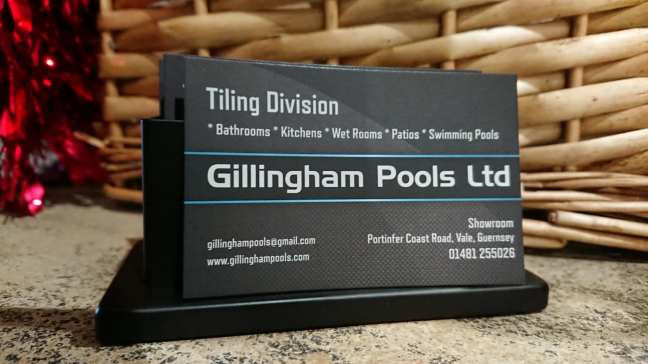 Tiling Division
* Bathrooms * Kitchens * Wet Rooms * Patios * Swimming Pools
Gillingham Pools Ltd
Showroom
Portinfer Coast Road, Vale, Guernsey
01481 255026
gillinghampools@gmail.com
www.gillinghampools.com